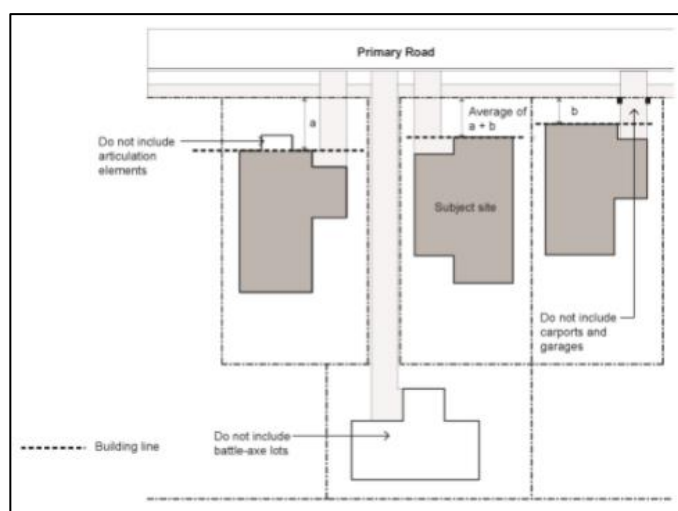 Primary Road
a
Average of
a + b
b
Do not include
articulation
elements
Subject site
Do not include
carports and
garages
Do not include
battle-axe lots
Building line